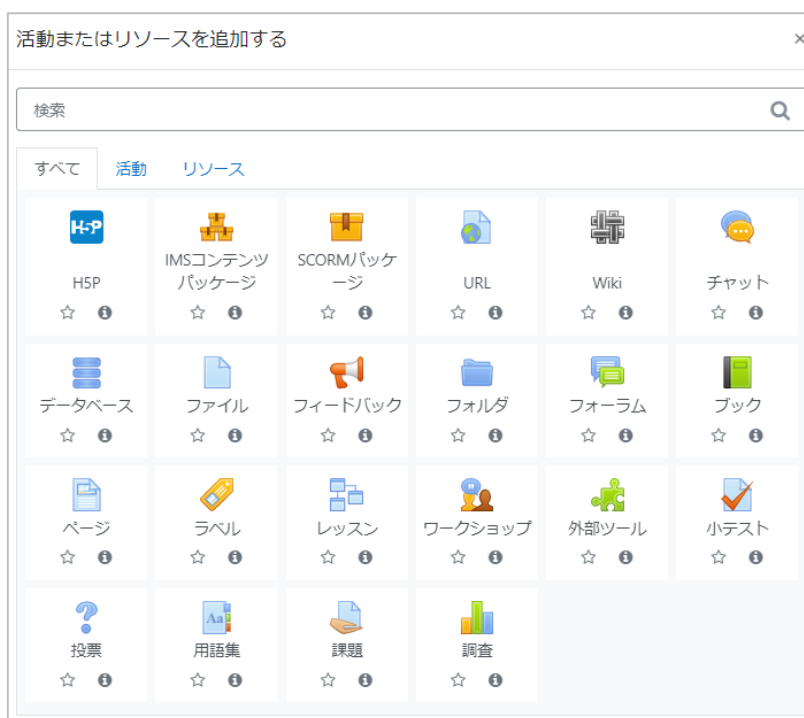 活動またはリソースを追加する ×
検索
すべて 活動 リソース
H-P
IMSコンテンツ SCORMパッケ
H5P パッケージ ージ URL Wiki チャット
データベース ファイル フィードバック フォルダ フォーラム ブック
Aa
ページ ラベル レッスン ワークショップ 外部ツール 小テスト
投票 用語集 課題 調査